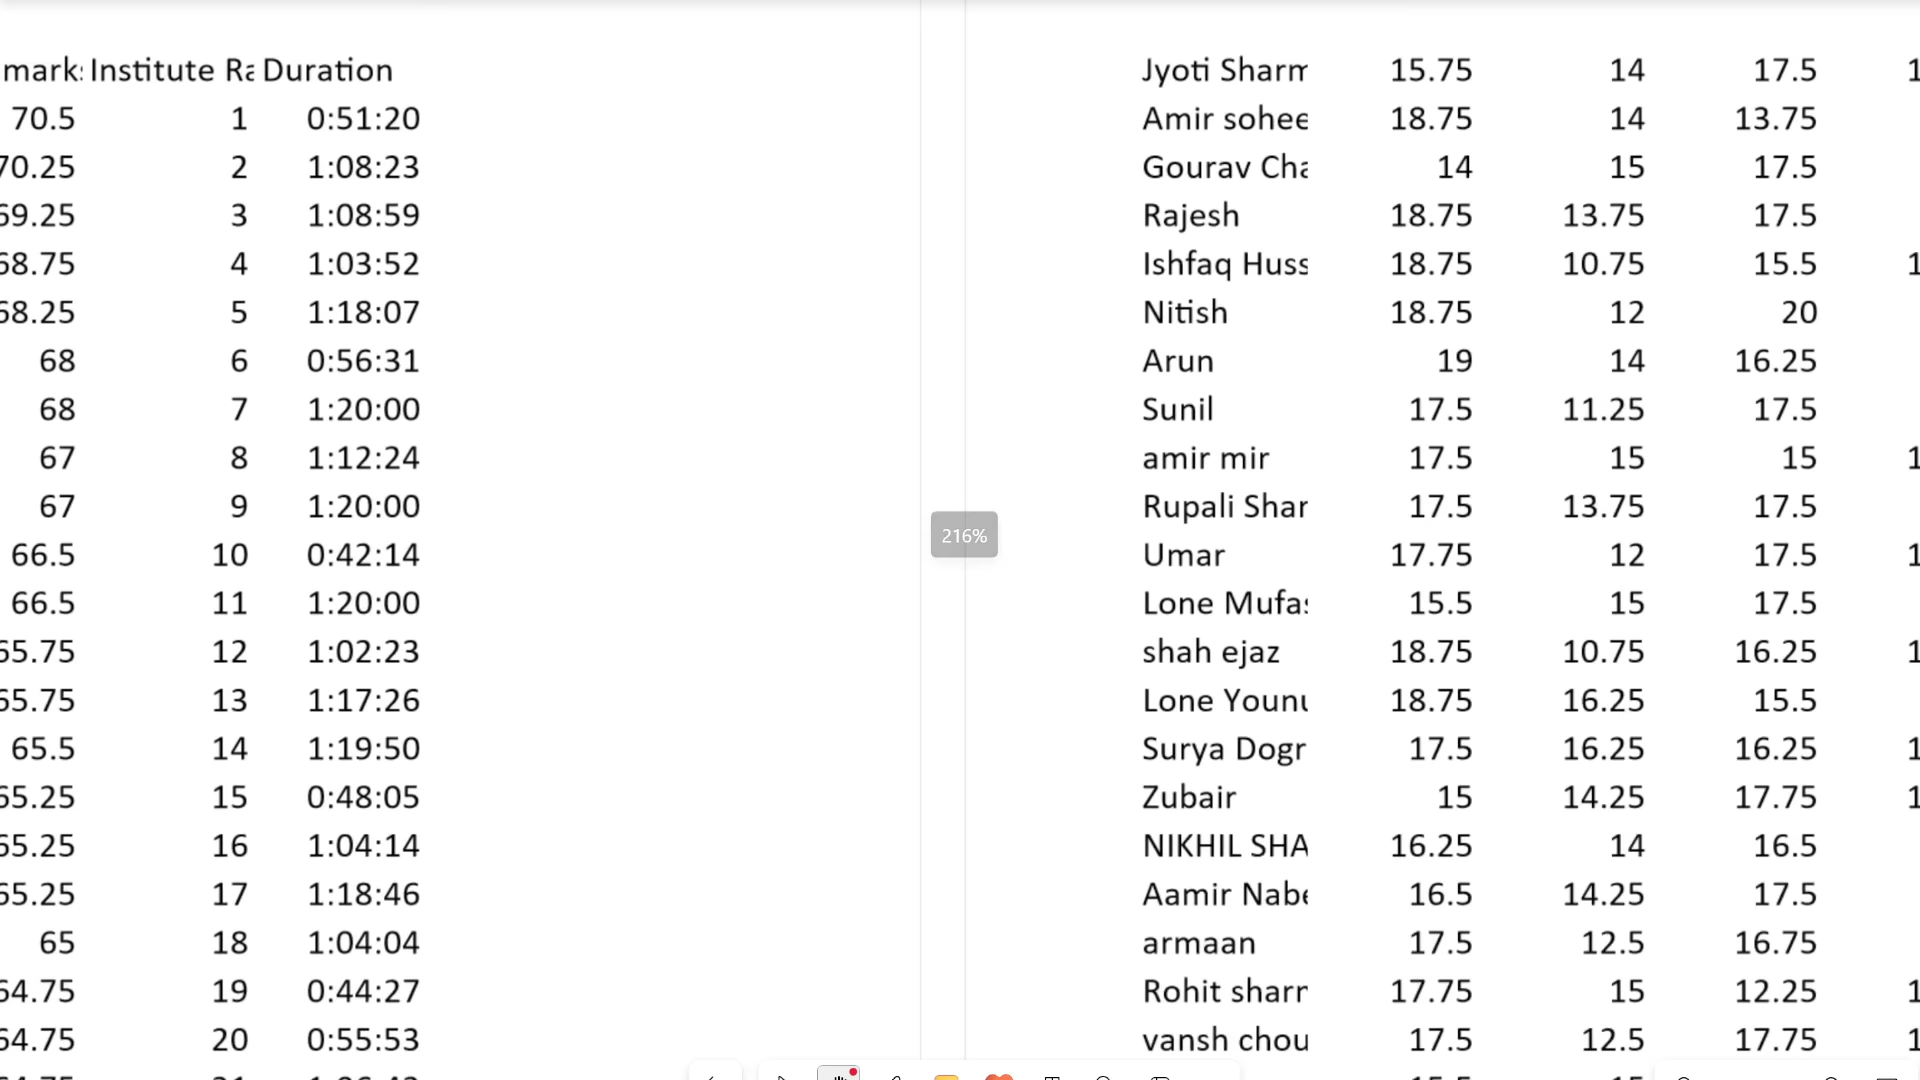 marks Institute Ra Duration
70.5 1 0:51:20
70.25 2 1:08:23
69.25 3 1:08:59
68.75 4 1:03:52
68.25 5 1:18:07
68 6 0:56:31
68 7 1:20:00
67 8 1:12:24
67 9 1:20:00
66.5 10 0:42:14
66.5 11 1:20:00
65.75 12 1:02:23
65.75 13 1:17:26
65.5 14 1:19:50
65.25 15 0:48:05
65.25 16 1:04:14
65.25 17 1:18:46
65 18 1:04:04
64.75 19 0:44:27
64.75 20 0:55:53
216%
Jyoti Sharm 15.75 14 17.5 1
Amir sohee 18.75 14 13.75
Gourav Cha 14 15 17.5
Rajesh 18.75 13.75 17.5
Ishfaq Huss 18.75 10.75 15.5 1
Nitish 18.75 12 20
Arun 19 14 16.25
Sunil 17.5 11.25 17.5
amir mir 17.5 15 15 1
Rupali Shar 17.5 13.75 17.5
Umar 17.75 12 17.5 1
Lone Mufas 15.5 15 17.5
shah ejaz 18.75 10.75 16.25 1
Lone Younu 18.75 16.25 15.5
Surya Dogr 17.5 16.25 16.25 1
Zubair 15 14.25 17.75 1
NIKHIL SHA 16.25 14 16.5
Aamir Nabe 16.5 14.25 17.5
armaan 17.5 12.5 16.75
Rohit sharm 17.75 15 12.25 1
vansh chou 17.5 12.5 17.75 1